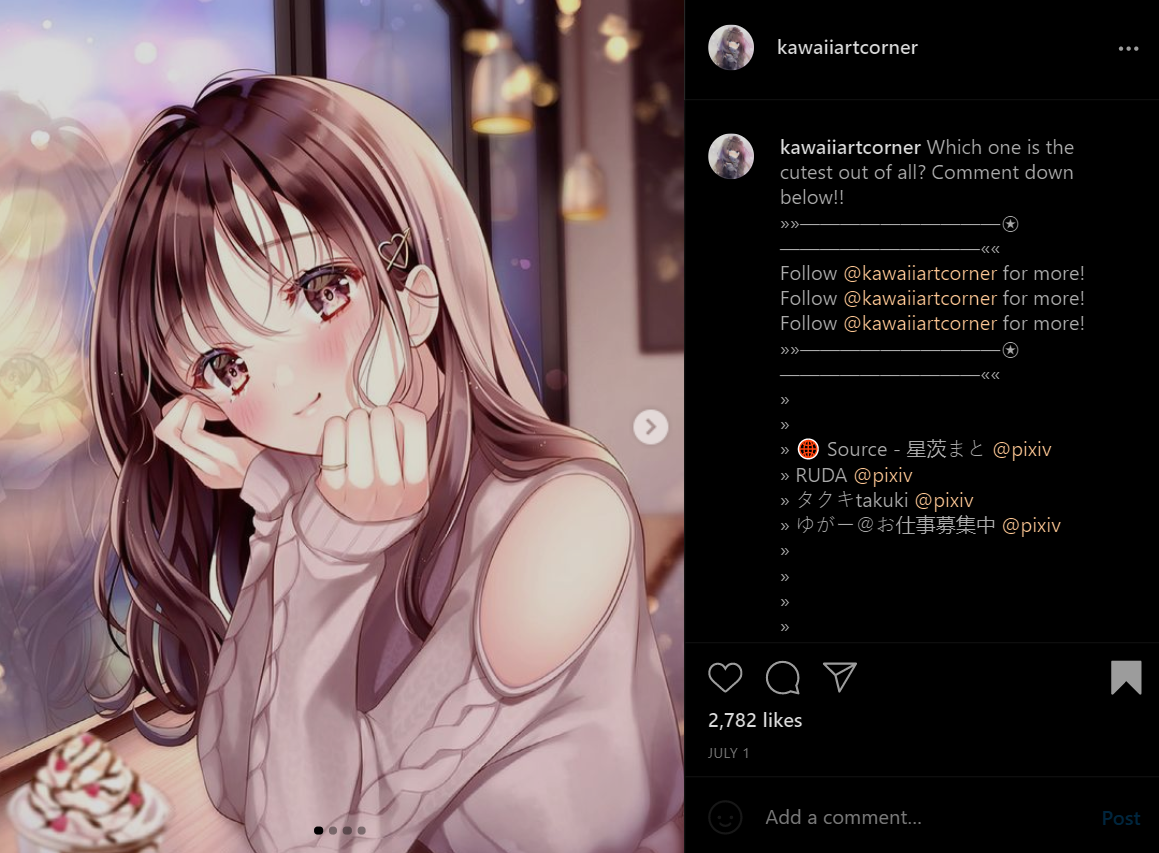 kawaiiartcorner
kawaiiartcorner Which one is the
cutest out of all? Comment down
below!!
»»————————————⍟
————————————««
Follow @kawaiiartcorner for more!
Follow @kawaiiartcorner for more!
Follow @kawaiiartcorner for more!
»»————————————⍟
————————————««
»
»
» 🌐 Source - 星茨まと @pixiv
» RUDA @pixiv
» タクキtakuki @pixiv
» ゆがー＠お仕事募集中 @pixiv
»
»
»
»
2,782 likes
JULY 1
Add a comment…
Post